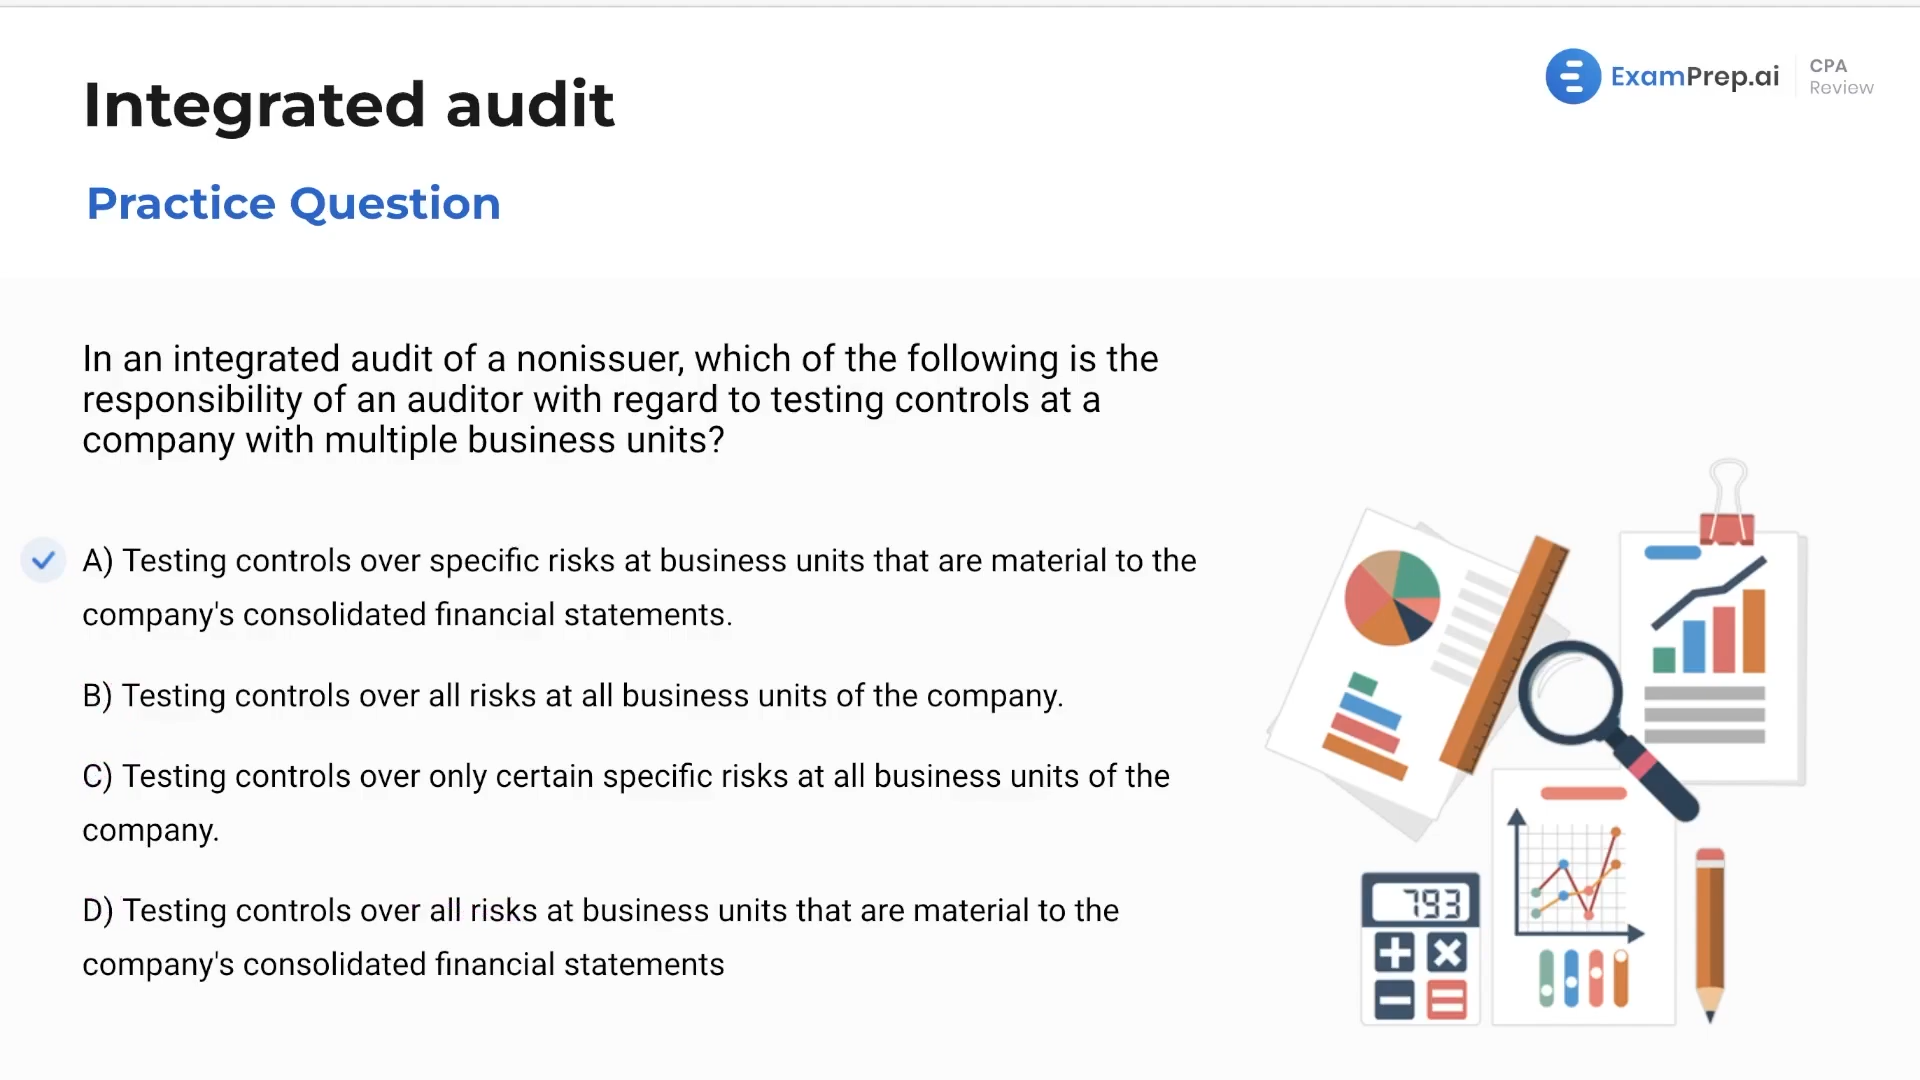 Integrated audit
ExamPrep.ai
CPA
Review
Practice Question
In an integrated audit of a nonissuer, which of the following is the
responsibility of an auditor with regard to testing controls at a
company with multiple business units?
A) Testing controls over specific risks at business units that are material to the
company's consolidated financial statements.
B) Testing controls over all risks at all business units of the company.
C) Testing controls over only certain specific risks at all business units of the
company.
D) Testing controls over all risks at business units that are material to the
company's consolidated financial statements
793